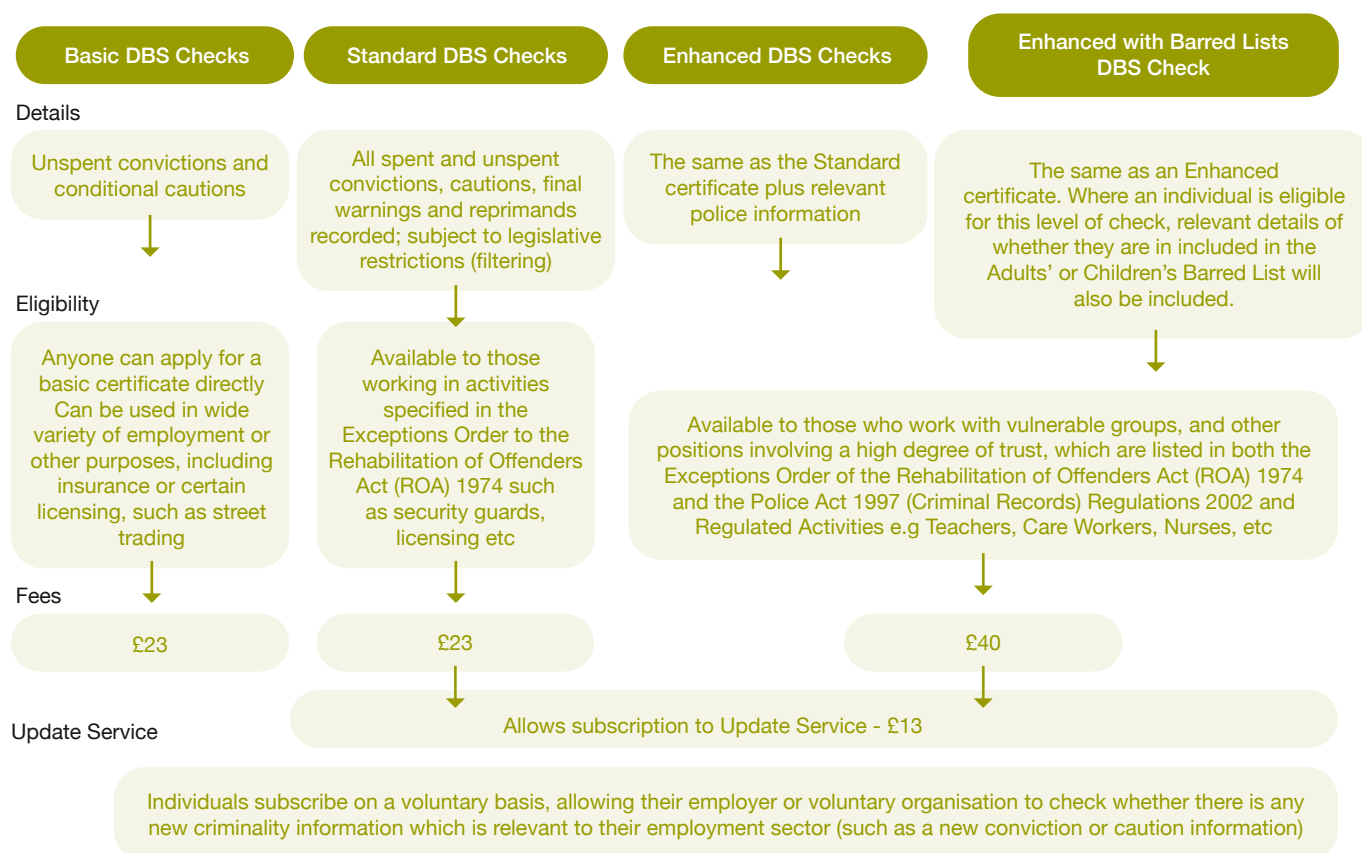 Basic DBS Checks
Standard DBS Checks
Enhanced DBS Checks
Enhanced with Barred Lists
DBS Check
Details
Unspent convictions and
conditional cautions
All spent and unspent
convictions, cautions, final
warnings and reprimands
recorded; subject to legislative
restrictions (filtering)
The same as the Standard
certificate plus relevant
police information
The same as an Enhanced
certificate. Where an individual is eligible
for this level of check, relevant details of
whether they are in included in the
Adults’ or Children’s Barred List will
also be included.
Eligibility
Anyone can apply for a
basic certificate directly
Can be used in wide
variety of employment or
other purposes, including
insurance or certain
licensing, such as street
trading
Available to those
working in activities
specified in the
Exceptions Order to the
Rehabilitation of Offenders
Act (ROA) 1974 such
as security guards,
licensing etc
Available to those who work with vulnerable groups, and other
positions involving a high degree of trust, which are listed in both the
Exceptions Order of the Rehabilitation of Offenders Act (ROA) 1974
and the Police Act 1997 (Criminal Records) Regulations 2002 and
Regulated Activities e.g Teachers, Care Workers, Nurses, etc
Fees
£23
£23
£40
Update Service
Allows subscription to Update Service - £13
Individuals subscribe on a voluntary basis, allowing their employer or voluntary organisation to check whether there is any
new criminality information which is relevant to their employment sector (such as a new conviction or caution information)